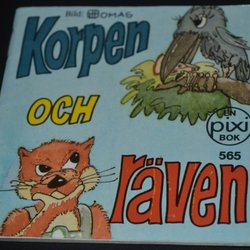 Bild: THOMAS
Korpen
OCH
EN
pixi
BOK
565
räven